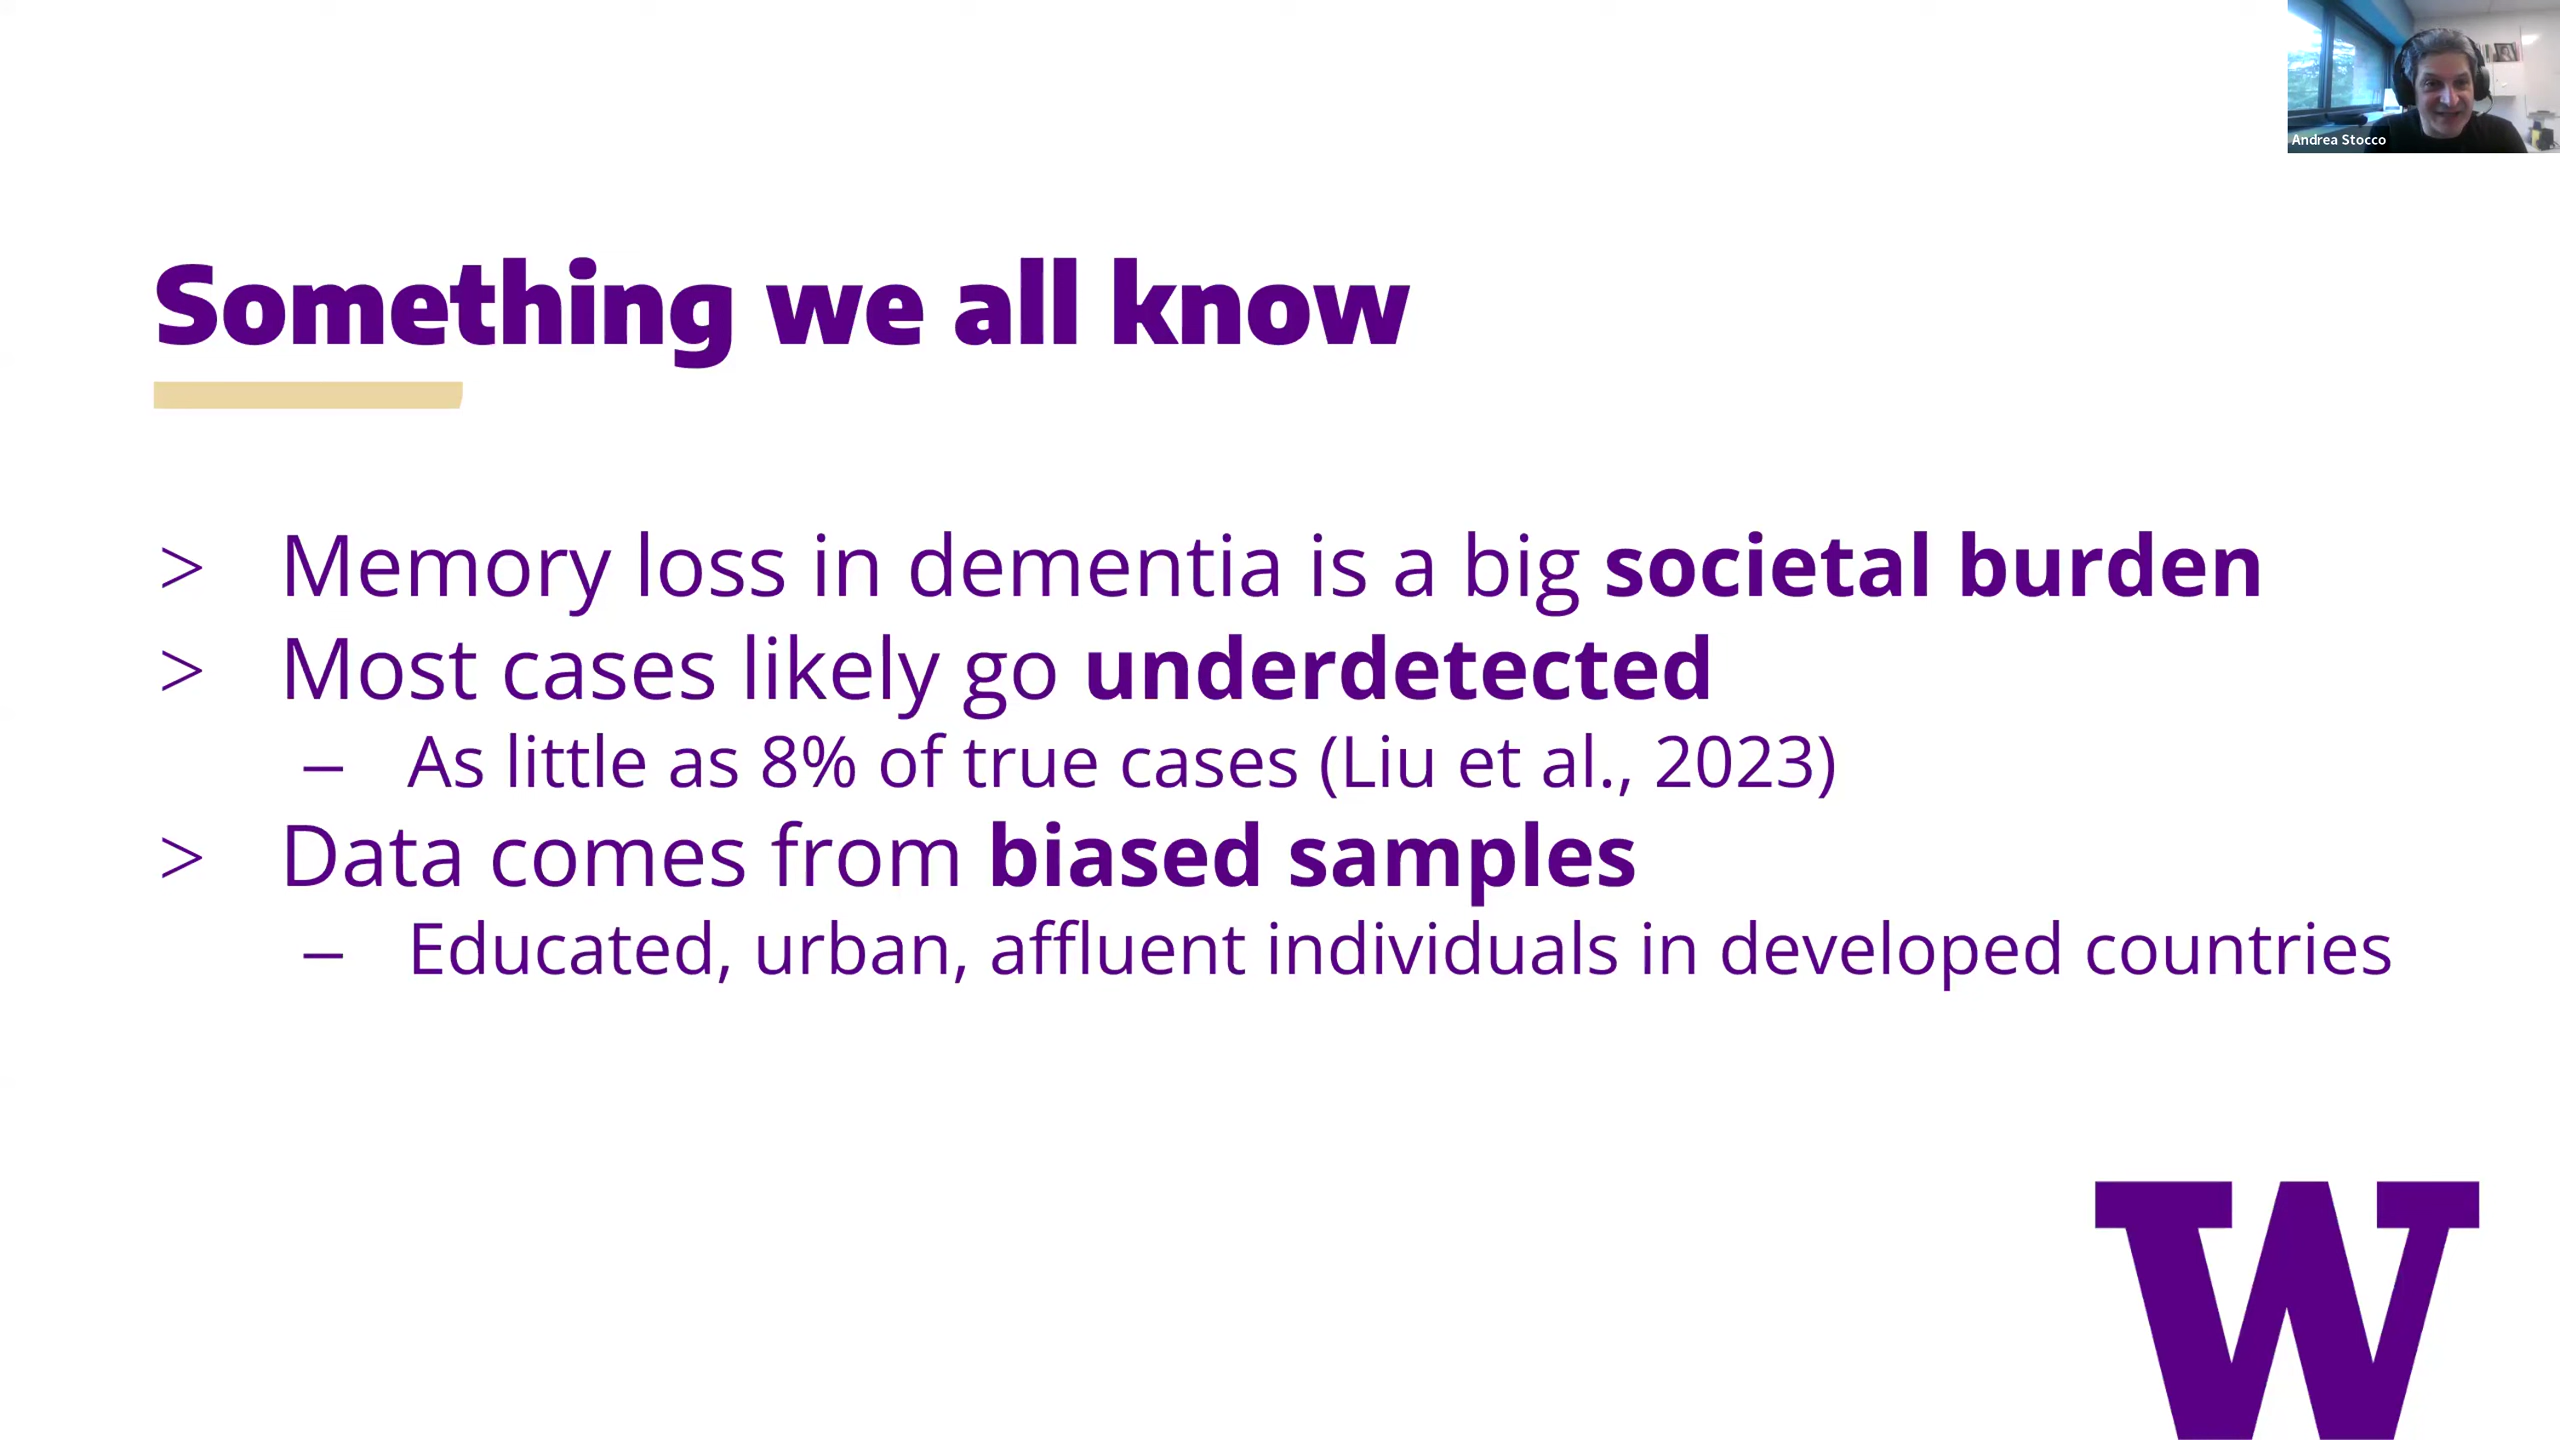 Andrea Stocco
Something we all know
> Memory loss in dementia is a big societal burden
> Most cases likely go underdetected
– As little as 8% of true cases (Liu et al., 2023)
> Data comes from biased samples
– Educated, urban, affluent individuals in developed countries
W